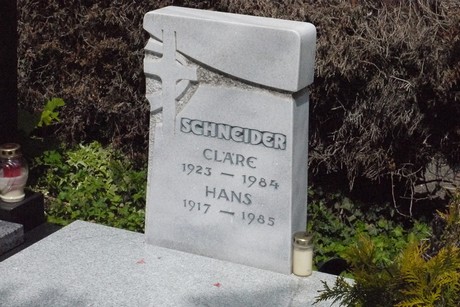 SCHNEIDER
CLÄRE
1923 – 1984
HANS
1917 – 1985